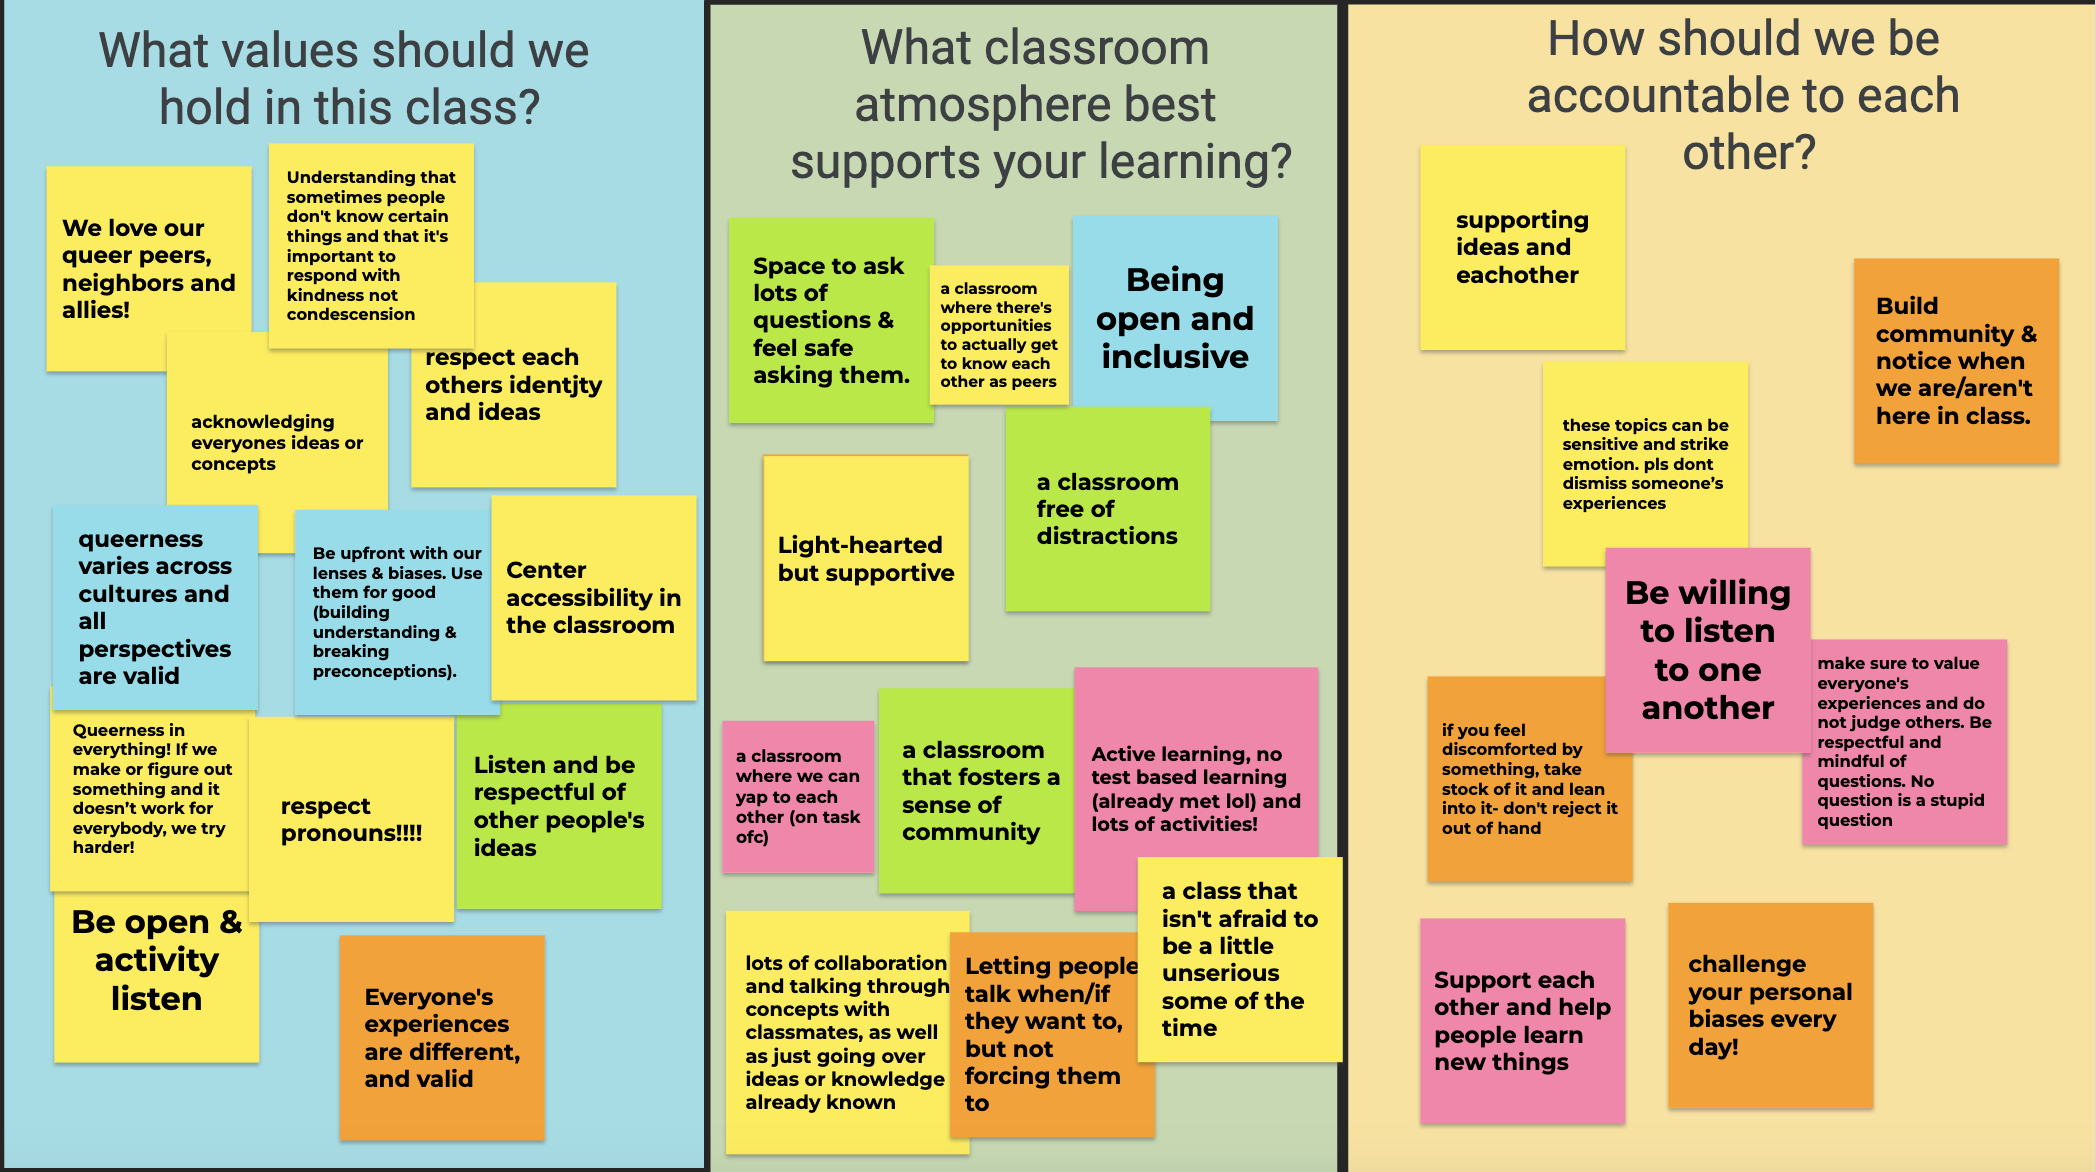 What values should we
hold in this class?
We love our
queer peers,
neighbors and
allies!
Understanding that
sometimes people
don't know certain
things and that it's
important to
respond with
kindness not
condescension
respect each
others identjty
and ideas
acknowledging
everyones ideas or
concepts
queerness
varies across
cultures and
all
perspectives
are valid
Be upfront with our
lenses & biases. Use
them for good
(building
understanding &
breaking
preconceptions).
Center
accessibility in
the classroom
Queerness in
everything! If we
make or figure out
something and it
doesn't work for
everybody, we try
harder!
respect
pronouns!!!!
Listen and be
respectful of
other people's
ideas
Be open &
activity
listen
Everyone's
experiences
are different,
and valid
What classroom
atmosphere best
supports your learning?
Space to ask
lots of
questions &
feel safe
asking them.
a classroom
where there's
opportunities
to actually get
to know each
other as peers
Being
open and
inclusive
a classroom
free of
distractions
Light-hearted
but supportive
a classroom
where we can
yap to each
other (on task
ofc)
a classroom
that fosters a
sense of
community
Active learning, no
test based learning
(already met lol) and
lots of activities!
a class that
isn't afraid to
be a little
unserious
some of the
time
lots of collaboration
and talking through
concepts with
classmates, as well
as just going over
ideas or knowledge
already known
Letting people
talk when/if
they want to,
but not
forcing them
to
How should we be
accountable to each
other?
supporting
ideas and
eachother
Build
community &
notice when
we are/aren't
here in class.
these topics can be
sensitive and strike
emotion. pls dont
dismiss someone's
experiences
Be willing
to listen
to one
another
make sure to value
everyone's
experiences and do
not judge others. Be
respectful and
mindful of
questions. No
question is a stupid
question
if you feel
discomforted by
something, take
stock of it and lean
into it- don't reject it
out of hand
Support each
other and help
people learn
new things
challenge
your personal
biases every
day!